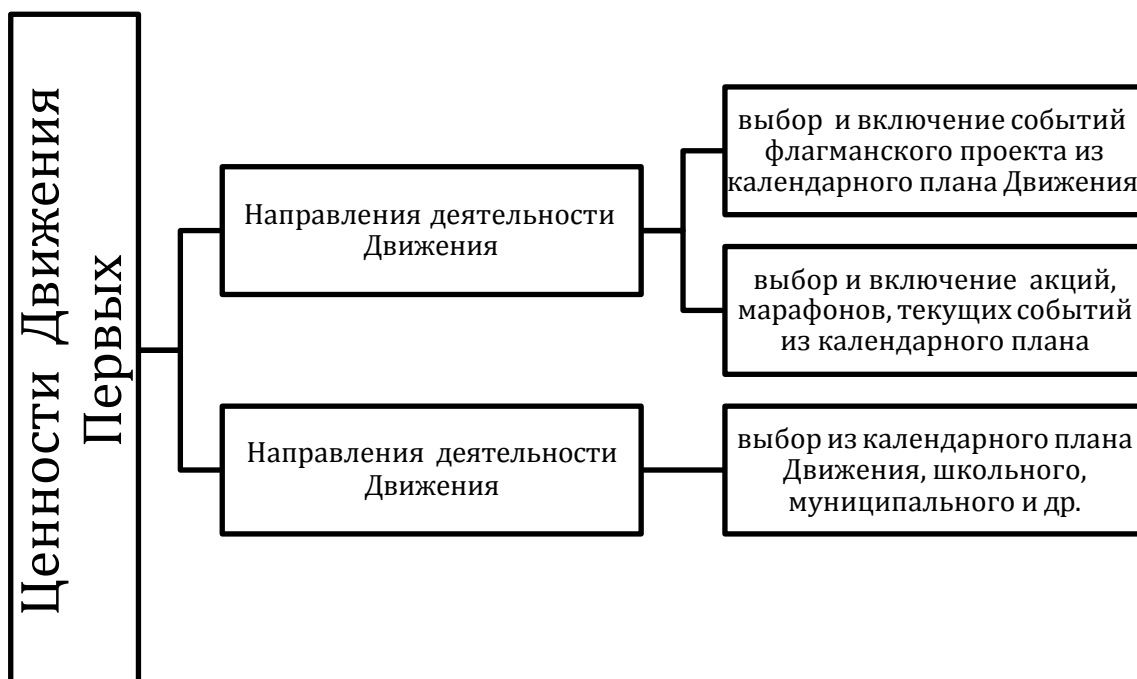 Ценности Движения
Первых
Направления деятельности
Движения
выбор и включение событий
флагманского проекта из
календарного плана Движения
выбор и включение акций,
марафонов, текущих событий
из календарного плана
Направления деятельности
Движения
выбор из календарного плана
Движения, школьного,
муниципального и др.